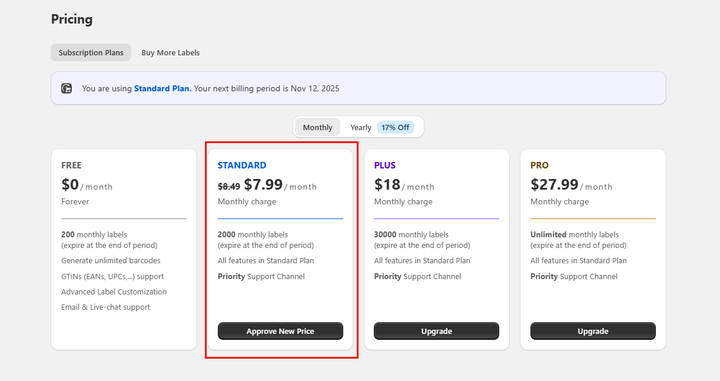 Pricing
Subscription Plans
Buy More Labels
You are using Standard Plan. Your next billing period is Nov 12, 2025
Monthly
Yearly 17% Off
FREE
$0 / month
Forever
200 monthly labels
(expire at the end of period)
Generate unlimited barcodes
GTINs (EANs, UPCs,...) support
Advanced Label Customization
Email & Live-chat support
STANDARD
$8.49 $7.99 / month
Monthly charge
2000 monthly labels
(expire at the end of period)
All features in Standard Plan
Priority Support Channel
Approve New Price
PLUS
$18 / month
Monthly charge
30000 monthly labels
(expire at the end of period)
All features in Standard Plan
Priority Support Channel
Upgrade
PRO
$27.99 / month
Monthly charge
Unlimited monthly labels
(expire at the end of period)
All features in Standard Plan
Priority Support Channel
Upgrade